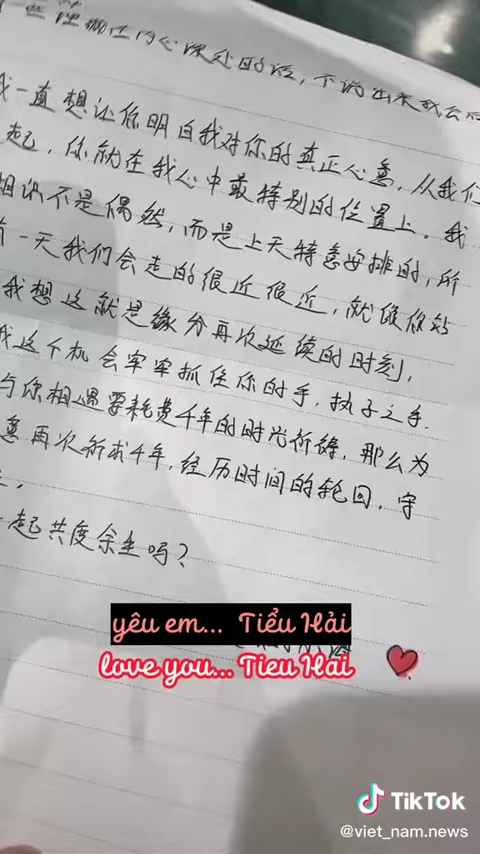 一些埋藏在内心深处的话，不说出来我会后
我一直想让你明白我对你的真正心意，从我们
起，你就在我心中最特别的位置上。我
相识不是偶然，而是上天特意安排的，所
有一天我们会走的很近很近，就像你站
我想这就是缘分再次延续的时刻，
我这个机会牢牢抓住你的手，执子之手，
与你相遇要耗费千年的时光祈祷，那么为
意再次祈求千年，经历时间的轮回，守
一起共度余生吗？
yêu em... Tiểu Hải
love you... Tieu Hai
TikTok
@viet_nam.news